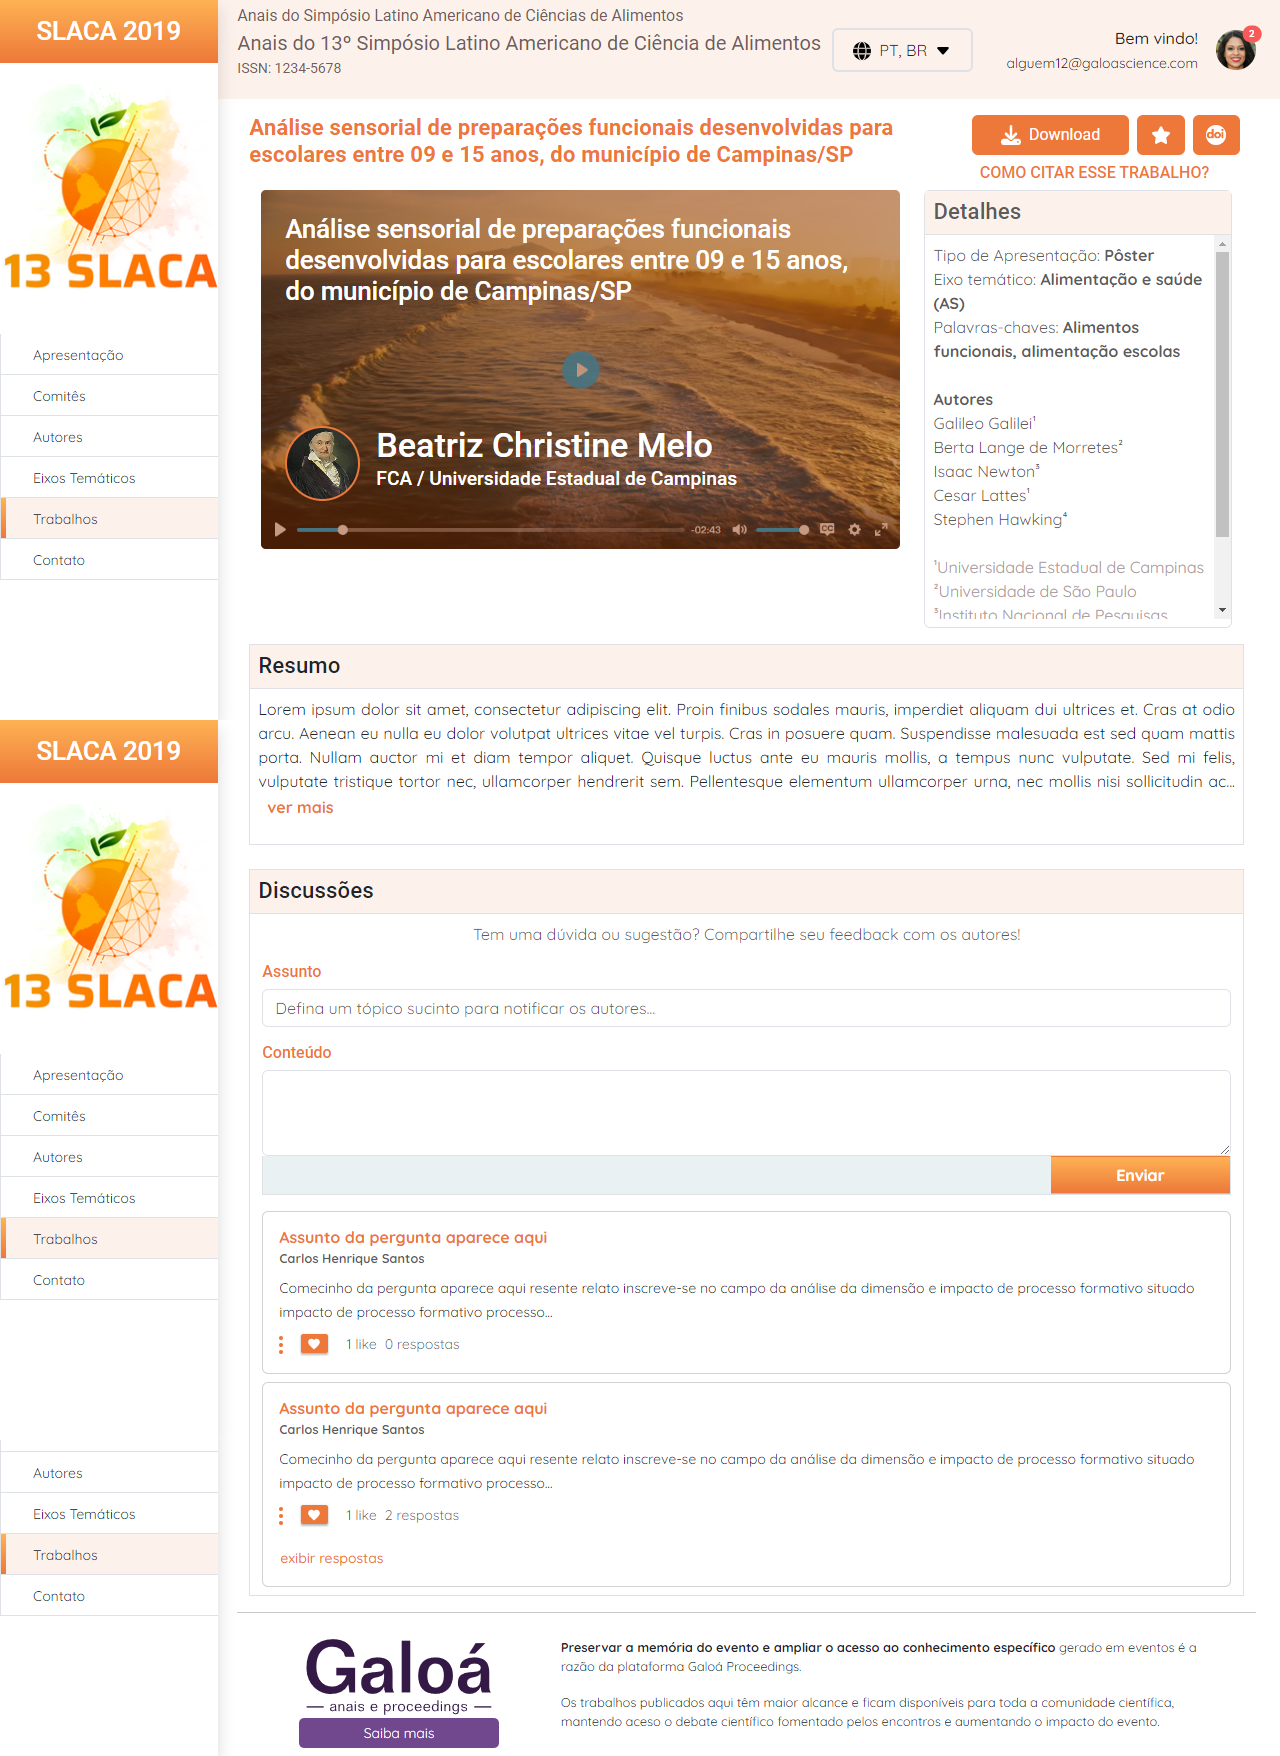 SLACA 2019
13 SLACA
Apresentação
Comitês
Autores
Eixos Temáticos
Trabalhos
Contato
Anais do Simpósio Latino Americano de Ciências de Alimentos
Anais do 13º Simpósio Latino Americano de Ciência de Alimentos
ISSN: 1234-5678
PT, BR
Bem vindo!
alguem12@galoascience.com
2
Análise sensorial de preparações funcionais desenvolvidas para
escolares entre 09 e 15 anos, do município de Campinas/SP
Download
doi
COMO CITAR ESSE TRABALHO?
Análise sensorial de preparações funcionais
desenvolvidas para escolares entre 09 e 15 anos,
do município de Campinas/SP
Beatriz Christine Melo
FCA / Universidade Estadual de Campinas
-02:43
CC
Detalhes
Tipo de Apresentação: Pôster
Eixo temático: Alimentação e saúde
(AS)
Palavras-chaves: Alimentos
funcionais, alimentação escolas
Autores
Galileo Galilei¹
Berta Lange de Morretes²
Isaac Newton³
Cesar Lattes¹
Stephen Hawking⁴
¹Universidade Estadual de Campinas
²Universidade de São Paulo
³Instituto Nacional de Pesquisas
Resumo
Lorem ipsum dolor sit amet, consectetur adipiscing elit. Proin finibus sodales mauris, imperdiet aliquam dui ultrices et. Cras at odio
arcu. Aenean eu nulla eu dolor volutpat ultrices vitae vel turpis. Cras in posuere quam. Suspendisse malesuada est sed quam mattis
porta. Nullam auctor mi et diam tempor aliquet. Quisque luctus ante eu mauris mollis, a tempus nunc vulputate. Sed mi felis,
vulputate tristique tortor nec, ullamcorper hendrerit sem. Pellentesque elementum ullamcorper urna, nec mollis nisi sollicitudin ac...
ver mais
SLACA 2019
13 SLACA
Apresentação
Comitês
Autores
Eixos Temáticos
Trabalhos
Contato
Discussões
Tem uma dúvida ou sugestão? Compartilhe seu feedback com os autores!
Assunto
Defina um tópico sucinto para notificar os autores...
Conteúdo
Enviar
Assunto da pergunta aparece aqui
Carlos Henrique Santos
Comecinho da pergunta aparece aqui resente relato inscreve-se no campo da análise da dimensão e impacto de processo formativo situado
impacto de processo formativo processo...
1 like 0 respostas
Assunto da pergunta aparece aqui
Carlos Henrique Santos
Comecinho da pergunta aparece aqui resente relato inscreve-se no campo da análise da dimensão e impacto de processo formativo situado
impacto de processo formativo processo...
1 like 2 respostas
exibir respostas
Autores
Eixos Temáticos
Trabalhos
Contato
Galoá
anais e proceedings
Saiba mais
Preservar a memória do evento e ampliar o acesso ao conhecimento específico gerado em eventos é a
razão da plataforma Galoá Proceedings.
Os trabalhos publicados aqui têm maior alcance e ficam disponíveis para toda a comunidade científica,
mantendo aceso o debate científico fomentado pelos encontros e aumentando o impacto do evento.